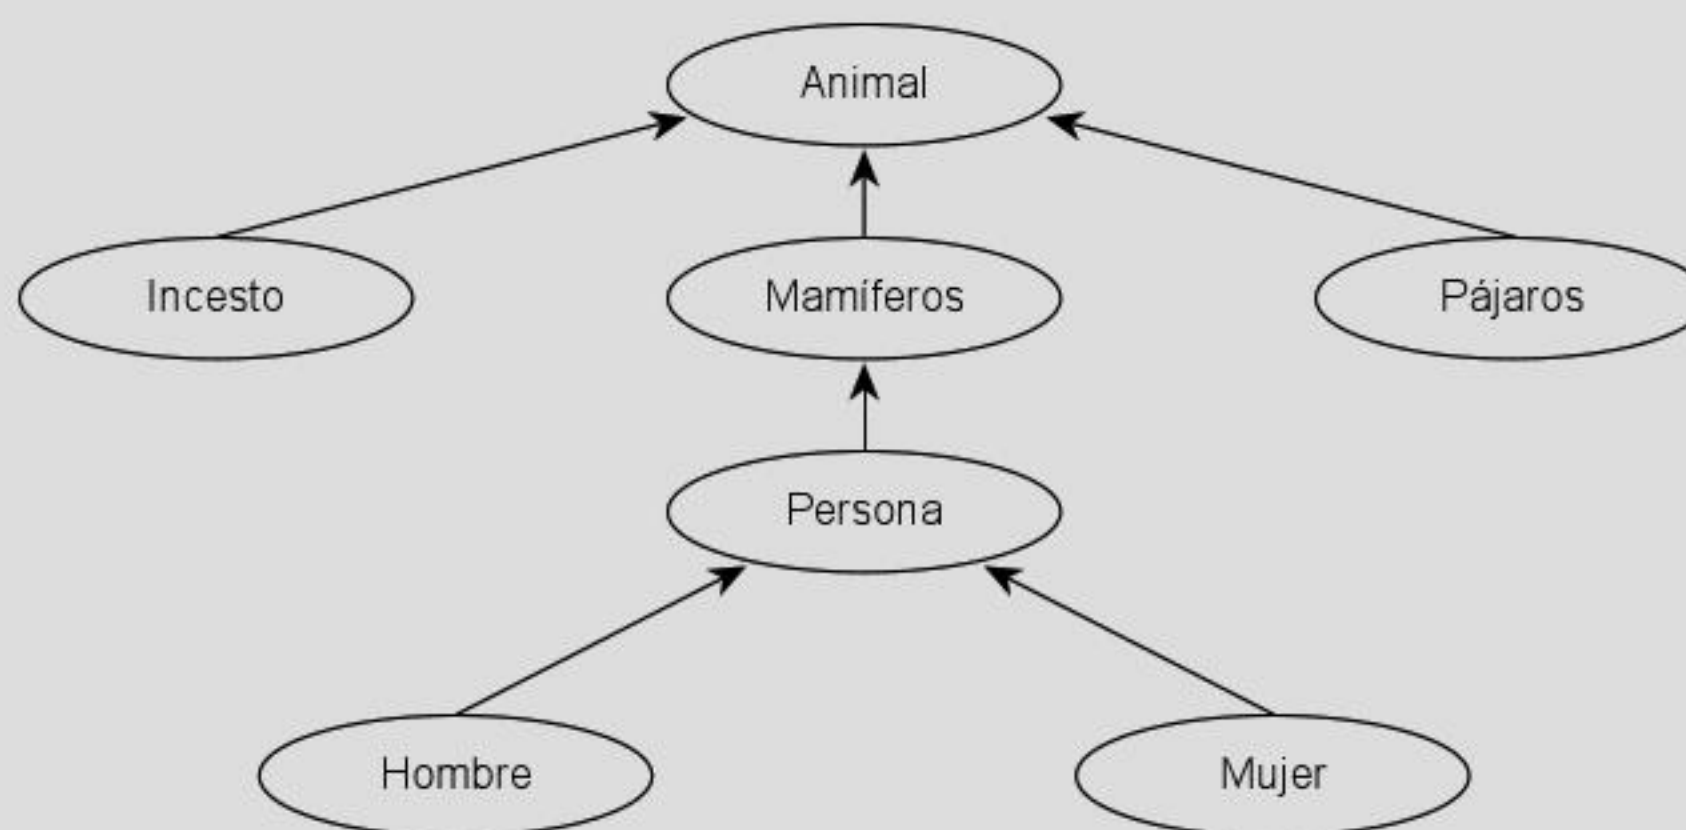 Animal
Incesto
Mamíferos
Pájaros
Persona
Hombre
Mujer